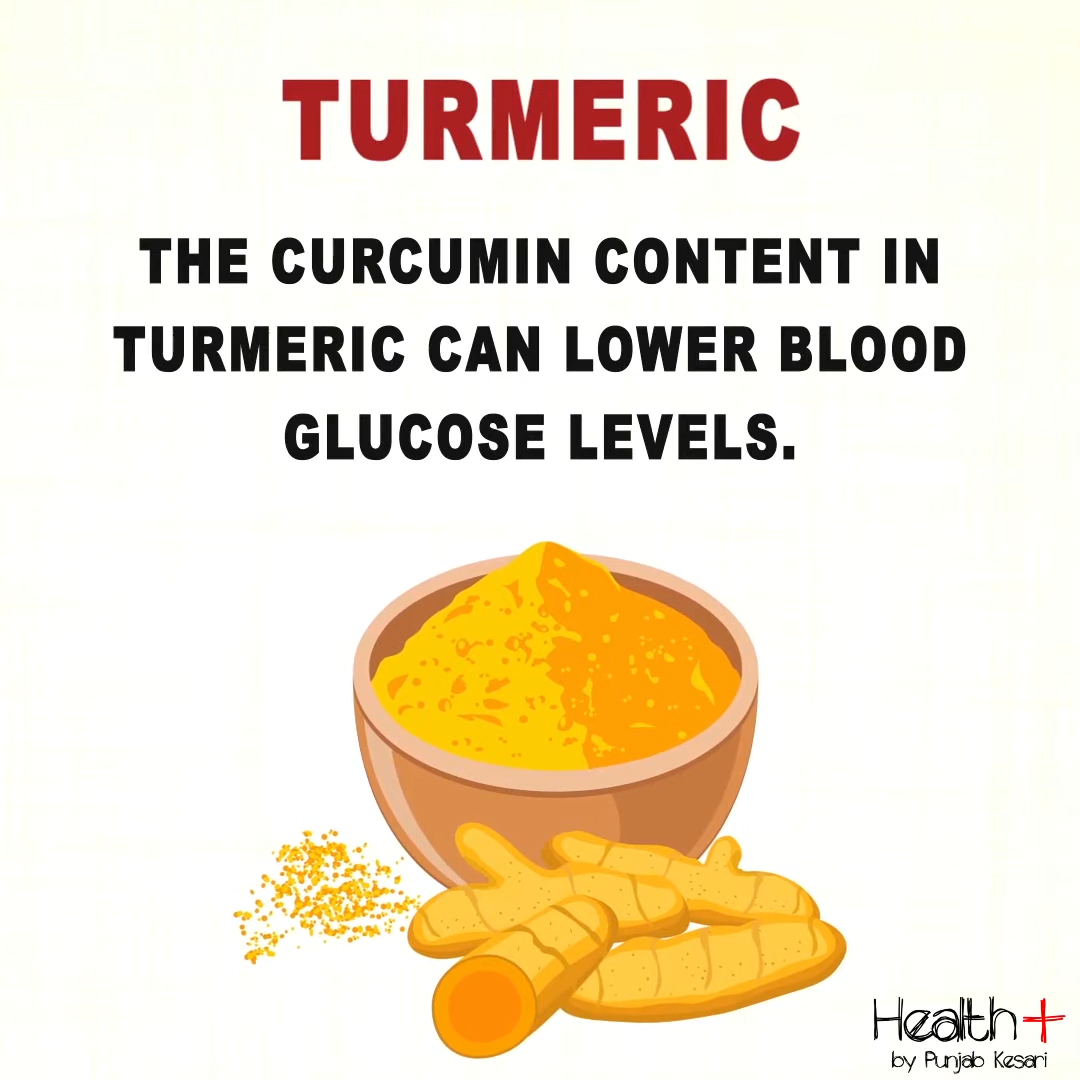 TURMERIC
THE CURCUMIN CONTENT IN
TURMERIC CAN LOWER BLOOD
GLUCOSE LEVELS.
Health+
by Punjab Kesari